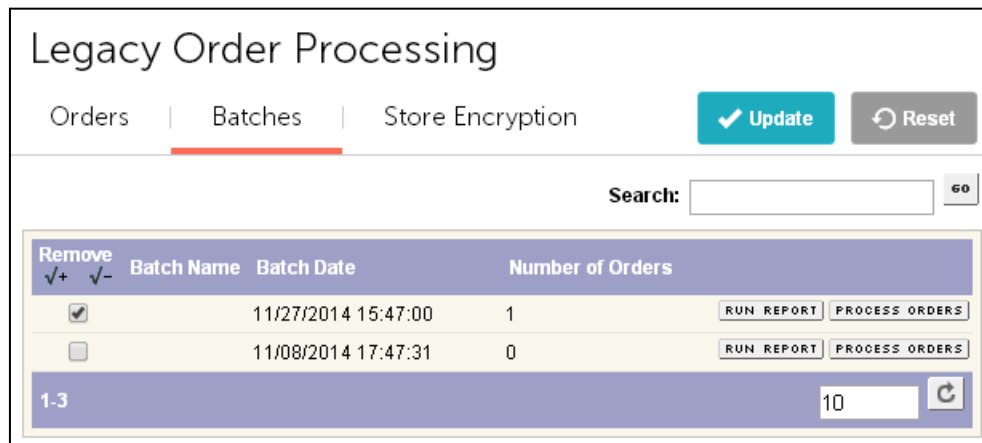 Legacy Order Processing
Orders | Batches | Store Encryption Update Reset
Search: GO
Remove
√+ √- Batch Name Batch Date Number of Orders
11/27/2014 15:47:00 1 RUN REPORT PROCESS ORDERS
11/08/2014 17:47:31 0 RUN REPORT PROCESS ORDERS
1-3 10